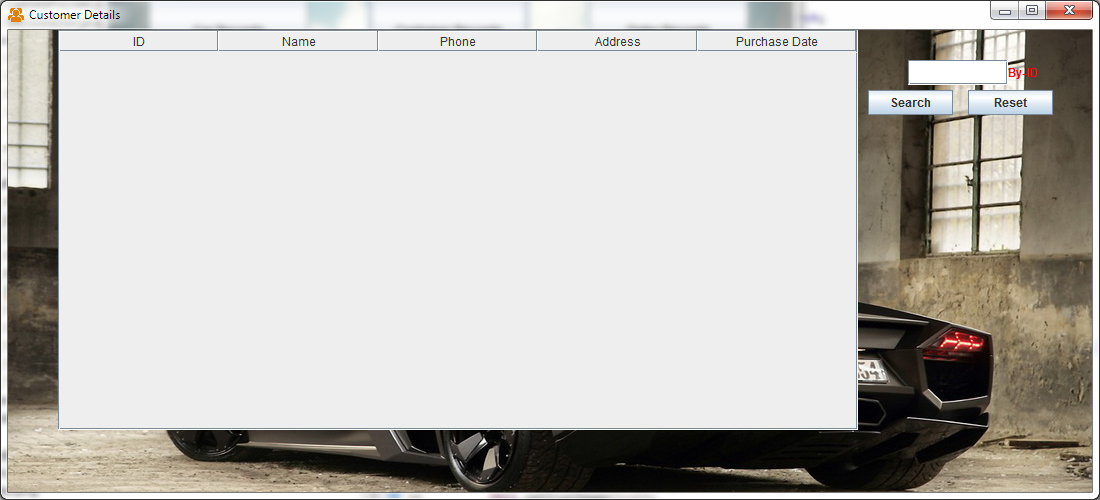 Customer Details
ID Name Phone Address Purchase Date
By-ID
Search Reset